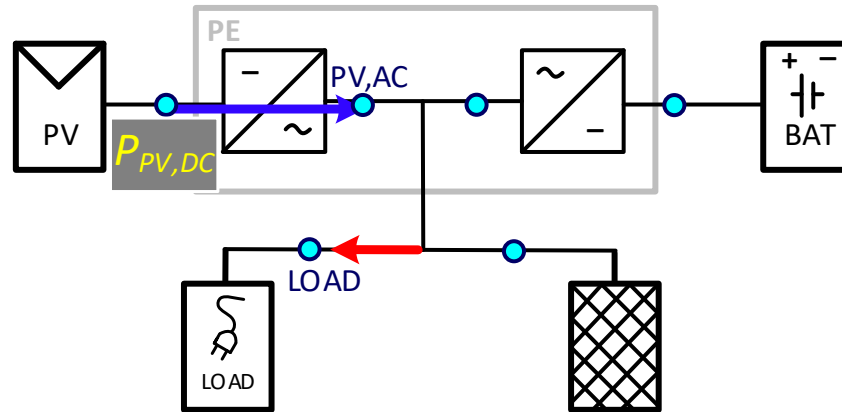 PE
PV,AC
PV
P_PV,DC
+ −
BAT
LOAD
LOAD